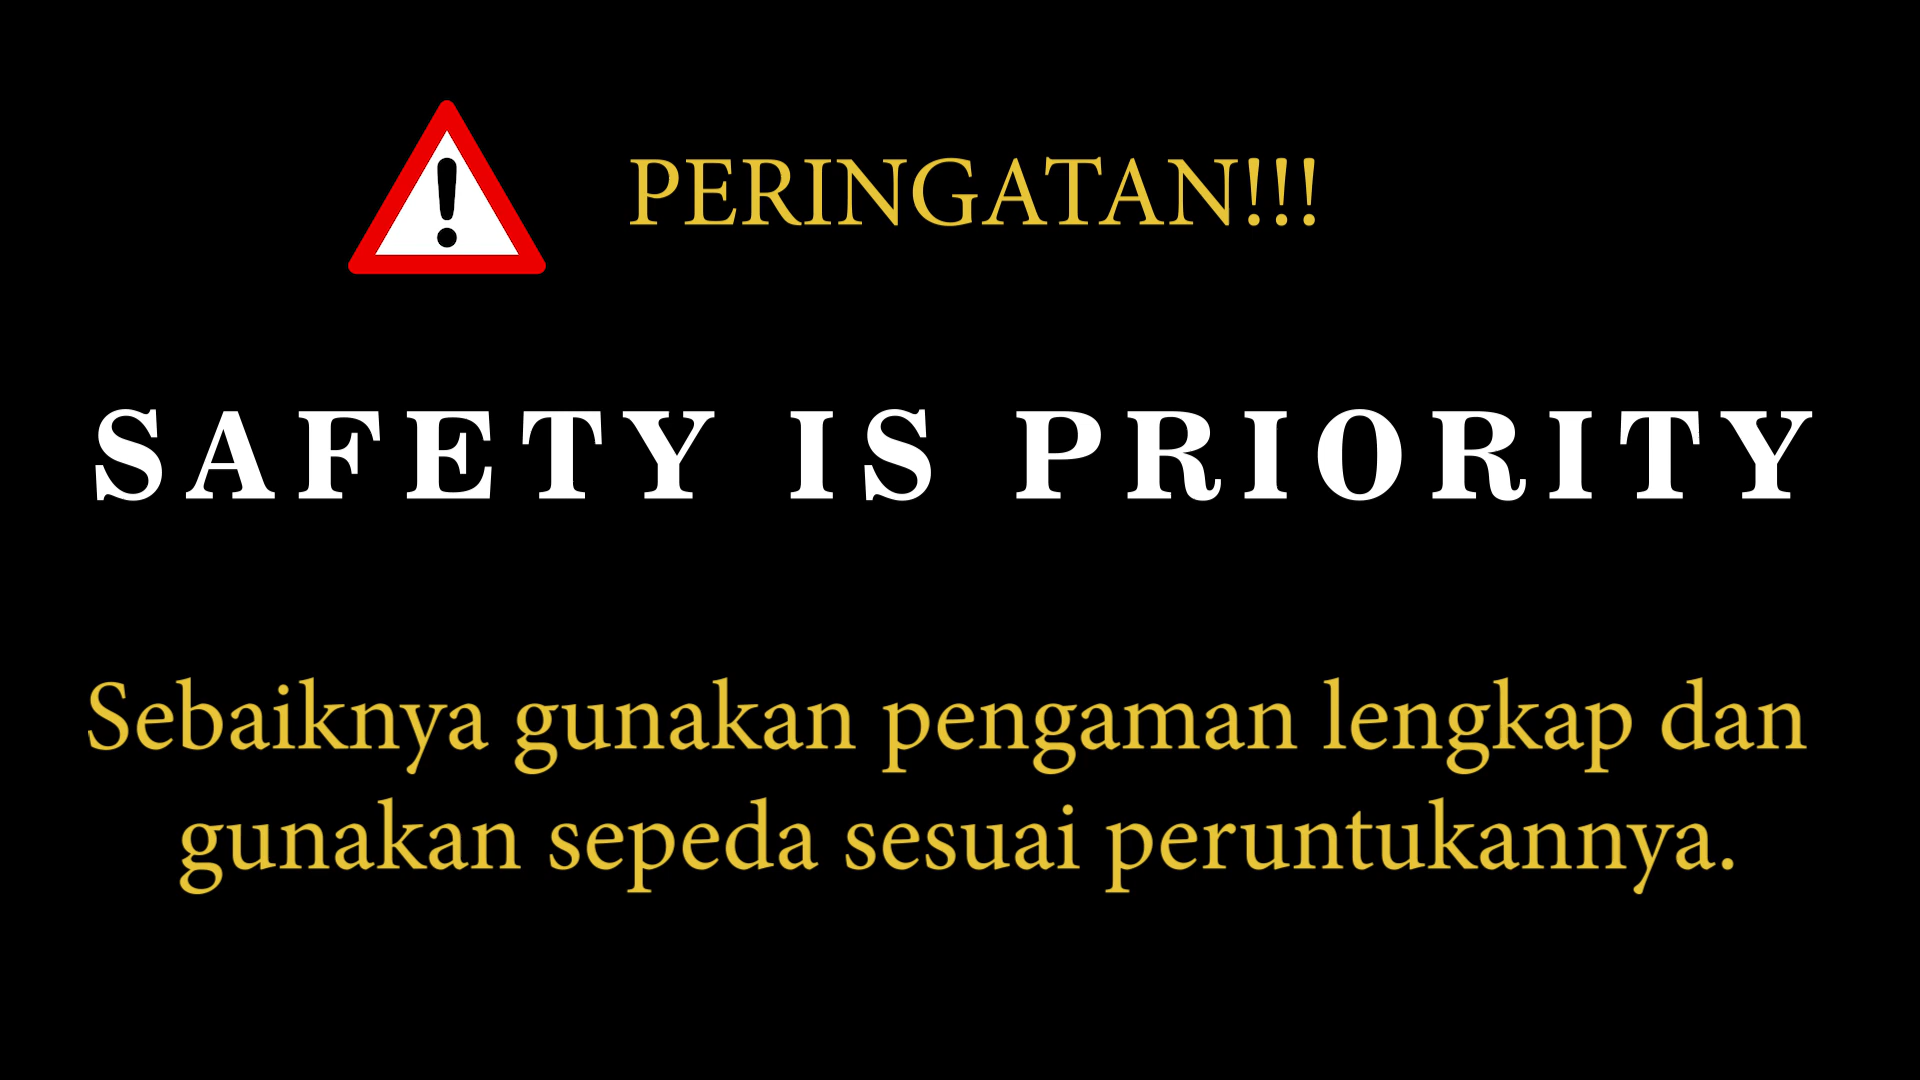 PERINGATAN!!!
SAFETY IS PRIORITY
Sebaiknya gunakan pengaman lengkap dan
gunakan sepeda sesuai peruntukannya.